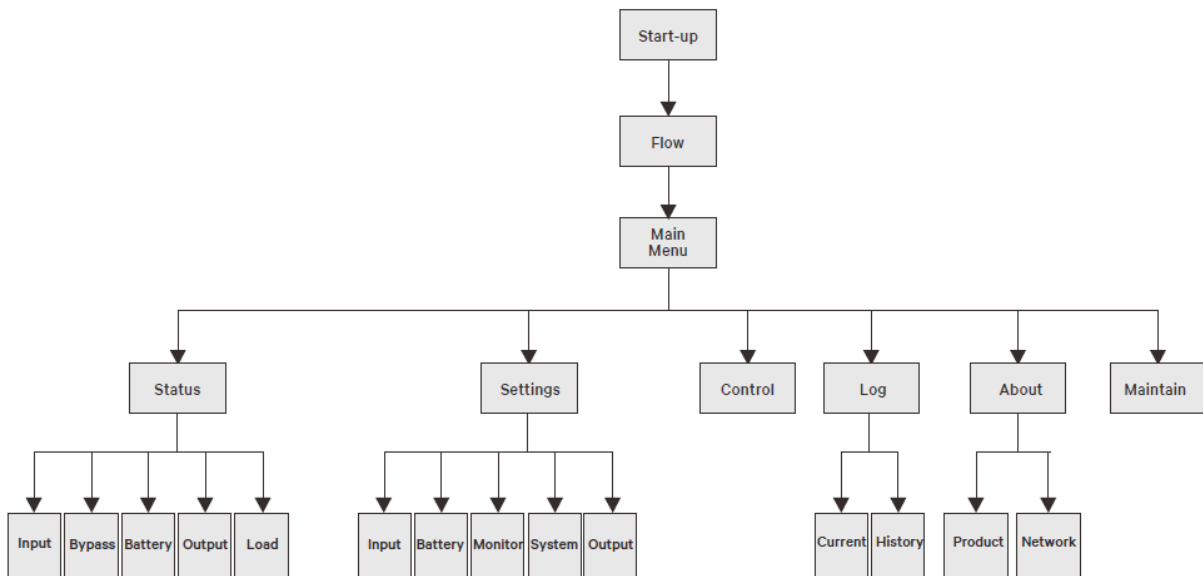 Start-up
Flow
Main
Menu
Status
Settings
Control
Log
About
Maintain
Input
Bypass
Battery
Output
Load
Input
Battery
Monitor
System
Output
Current
History
Product
Network